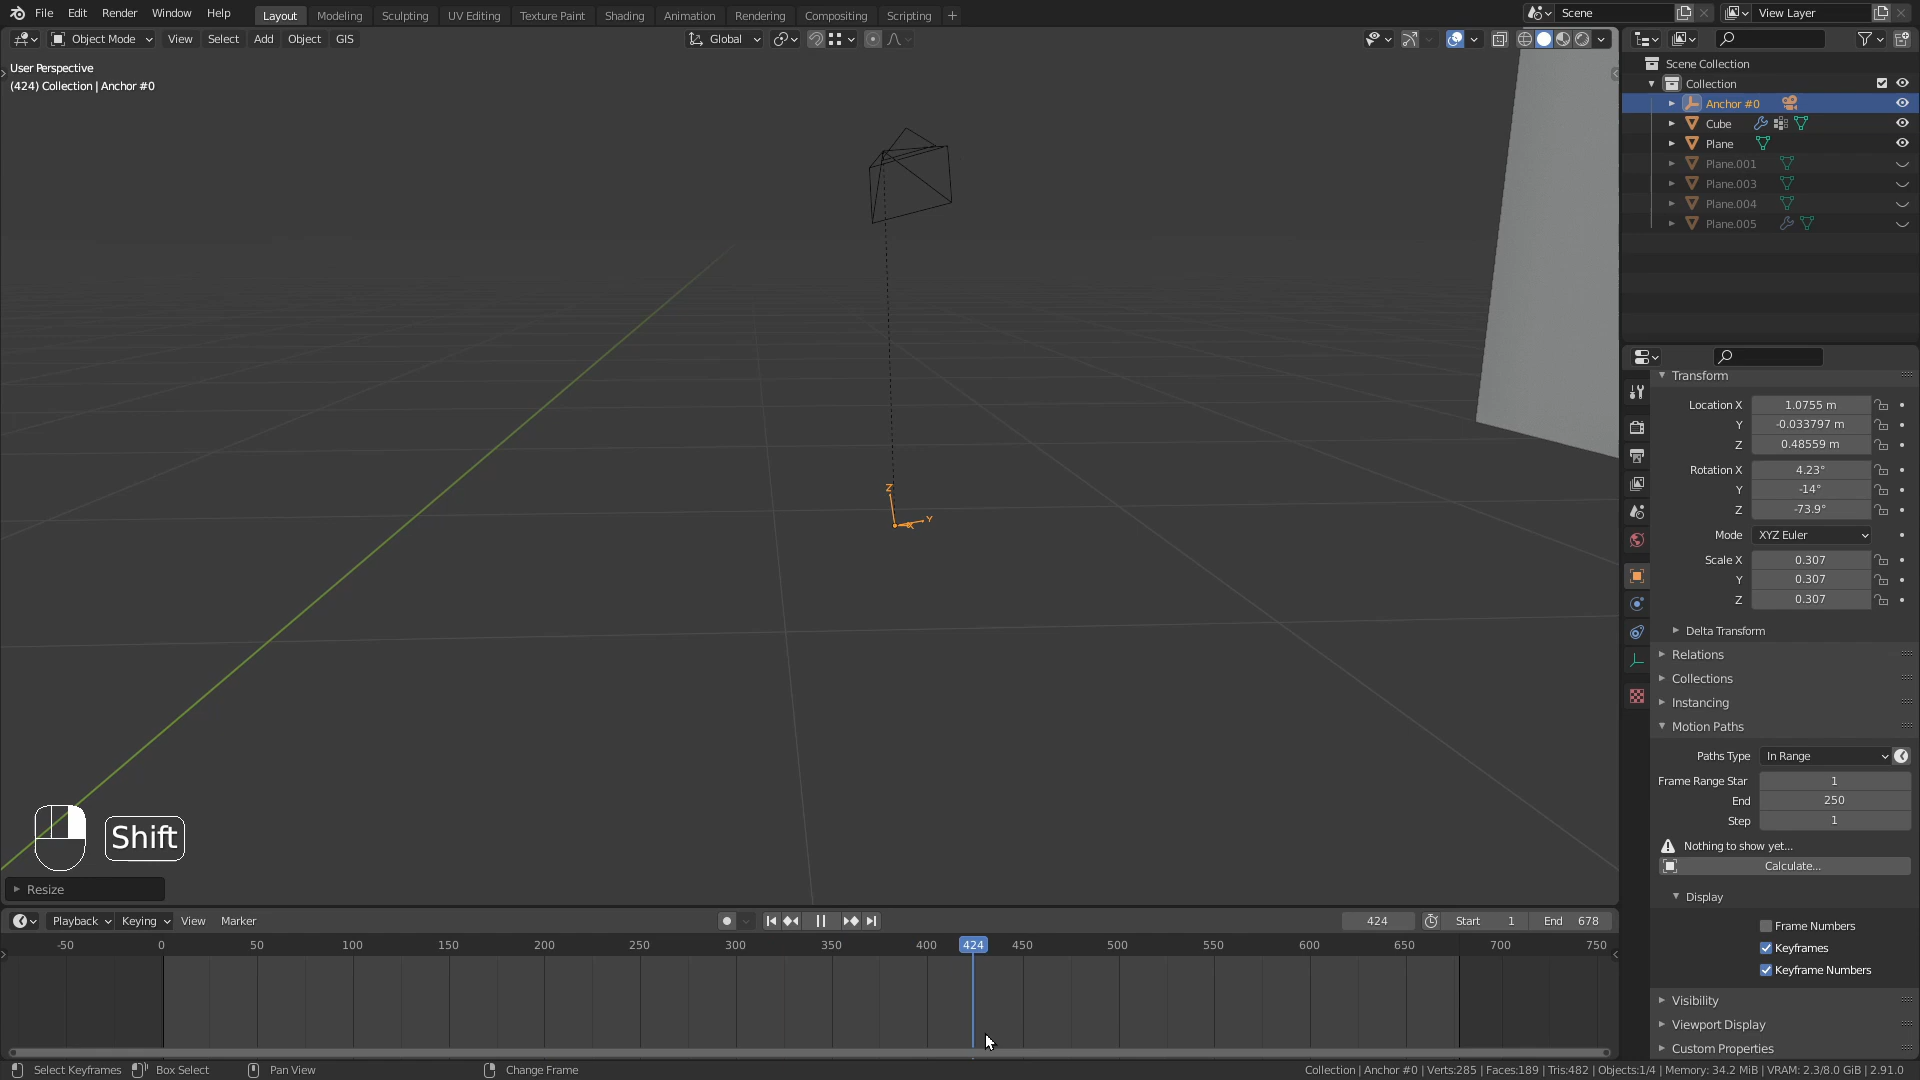 File Edit Render Window Help Layout Modeling Sculpting UV Editing Texture Paint Shading Animation Rendering Compositing Scripting + Scene View Layer
Object Mode View Select Add Object GIS Global
User Perspective
(424) Collection | Anchor #0
Scene Collection
Collection
Anchor #0
Cube
Plane
Plane.001
Plane.003
Plane.004
Plane.005
Transform
Location X 1.0755 m
Y -0.033797 m
Z 0.48559 m
Rotation X 4.23°
Y -14°
Z -73.9°
Mode XYZ Euler
Scale X 0.307
Y 0.307
Z 0.307
Delta Transform
Relations
Collections
Instancing
Motion Paths
Paths Type In Range
Frame Range Star 1
End 250
Step 1
Nothing to show yet...
Calculate...
Display
Frame Numbers
Keyframes
Keyframe Numbers
Visibility
Viewport Display
Custom Properties
Z
Y
Shift
Resize
Playback Keying View Marker 424 Start 1 End 678
-50 0 50 100 150 200 250 300 350 400 424 450 500 550 600 650 700 750
Select Keyframes Box Select Pan View Change Frame Collection | Anchor #0 | Verts:285 | Faces:189 | Tris:482 | Objects:1/4 | Memory: 34.2 MiB | VRAM: 2.3/8.0 GiB | 2.91.0